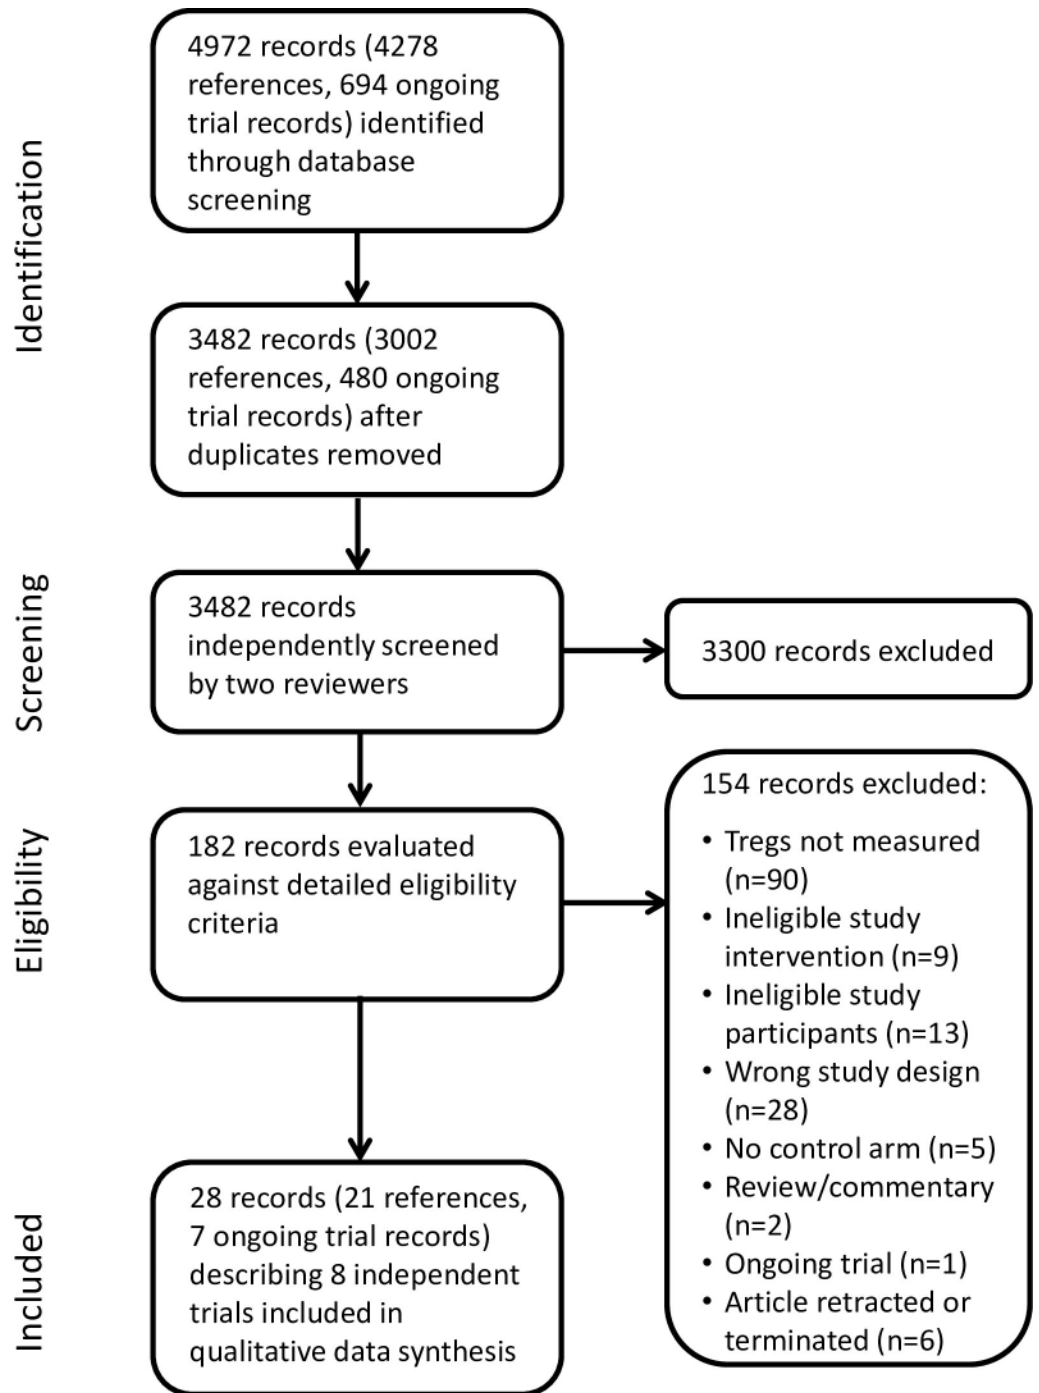 Identification
4972 records (4278
references, 694 ongoing
trial records) identified
through database
screening
3482 records (3002
references, 480 ongoing
trial records) after
duplicates removed
Screening
3482 records
independently screened
by two reviewers
3300 records excluded
Eligibility
182 records evaluated
against detailed eligibility
criteria
154 records excluded:
• Tregs not measured
(n=90)
• Ineligible study
intervention (n=9)
• Ineligible study
participants (n=13)
• Wrong study design
(n=28)
• No control arm (n=5)
• Review/commentary
(n=2)
• Ongoing trial (n=1)
• Article retracted or
terminated (n=6)
Included
28 records (21 references,
7 ongoing trial records)
describing 8 independent
trials included in
qualitative data synthesis